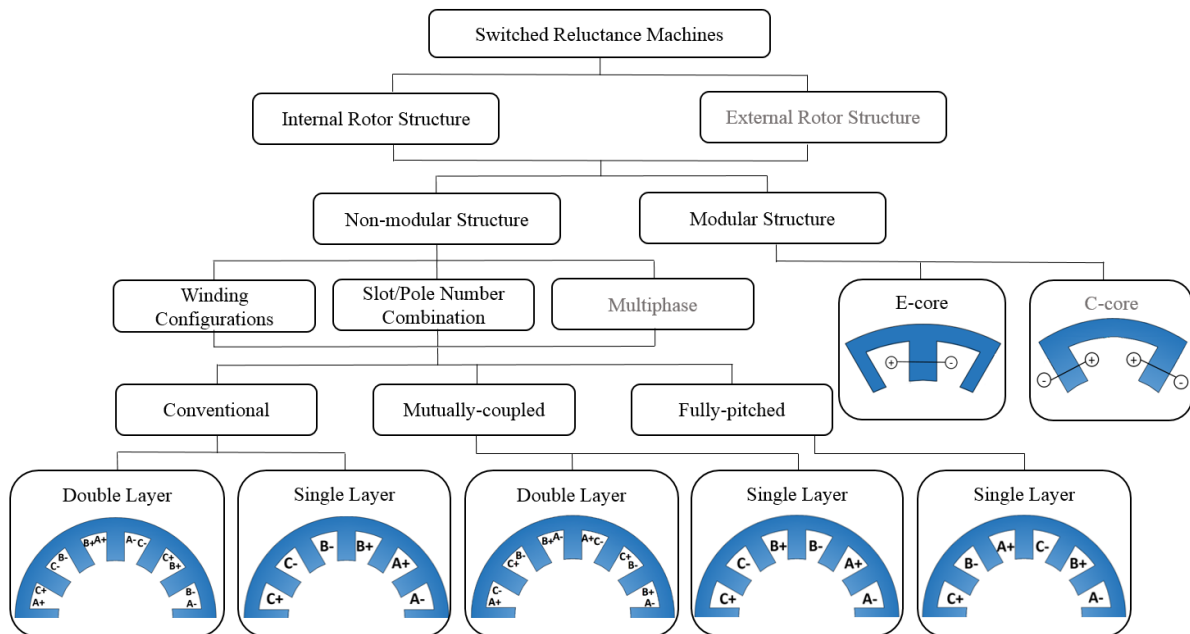 Switched Reluctance Machines
Internal Rotor Structure
External Rotor Structure
Non-modular Structure
Modular Structure
Winding
Configurations
Slot/Pole Number
Combination
Multiphase
E-core
+ -
C-core
- + + -
Conventional
Mutually-coupled
Fully-pitched
Double Layer
A+ C+ C- B- B+ A+ A- C- C+ B+ B- A-
Single Layer
C+ C- B- B+ A+ A-
Double Layer
A+ C- C+ B- B+ A- A+ C- C+ B- B+ A-
Single Layer
C+ C- B+ B- A+ A-
Single Layer
C+ B- A+ C- B+ A-